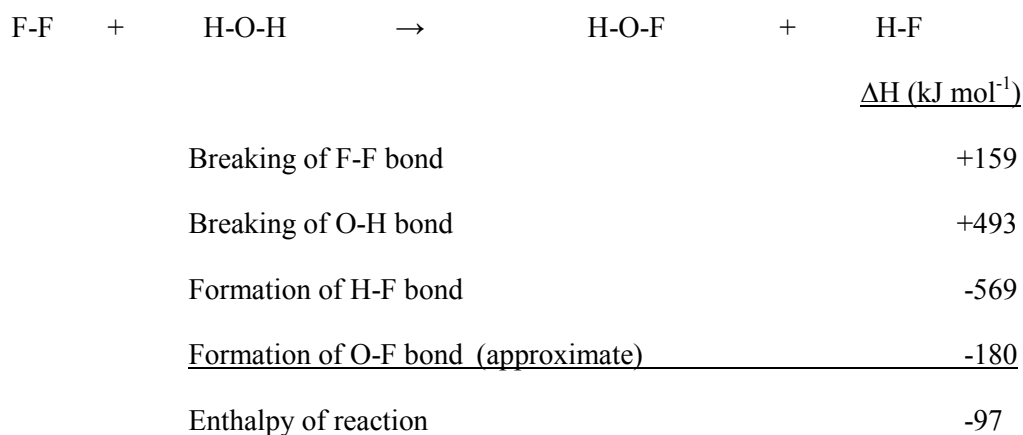 F-F + H-O-H → H-O-F + H-F
ΔH (kJ mol⁻¹)
Breaking of F-F bond +159
Breaking of O-H bond +493
Formation of H-F bond -569
Formation of O-F bond (approximate) -180
Enthalpy of reaction -97